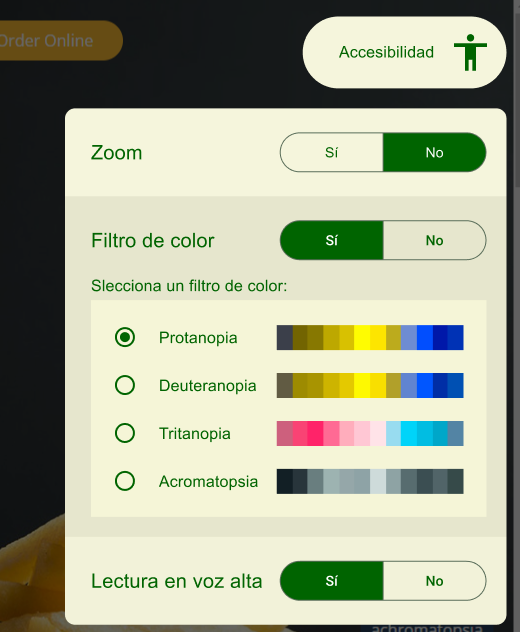 Order Online
Accesibilidad
Zoom
Sí
No
Filtro de color
Sí
No
Slecciona un filtro de color:
Protanopia
Deuteranopia
Tritanopia
Acromatopsia
Lectura en voz alta
Sí
No
achromatopsia